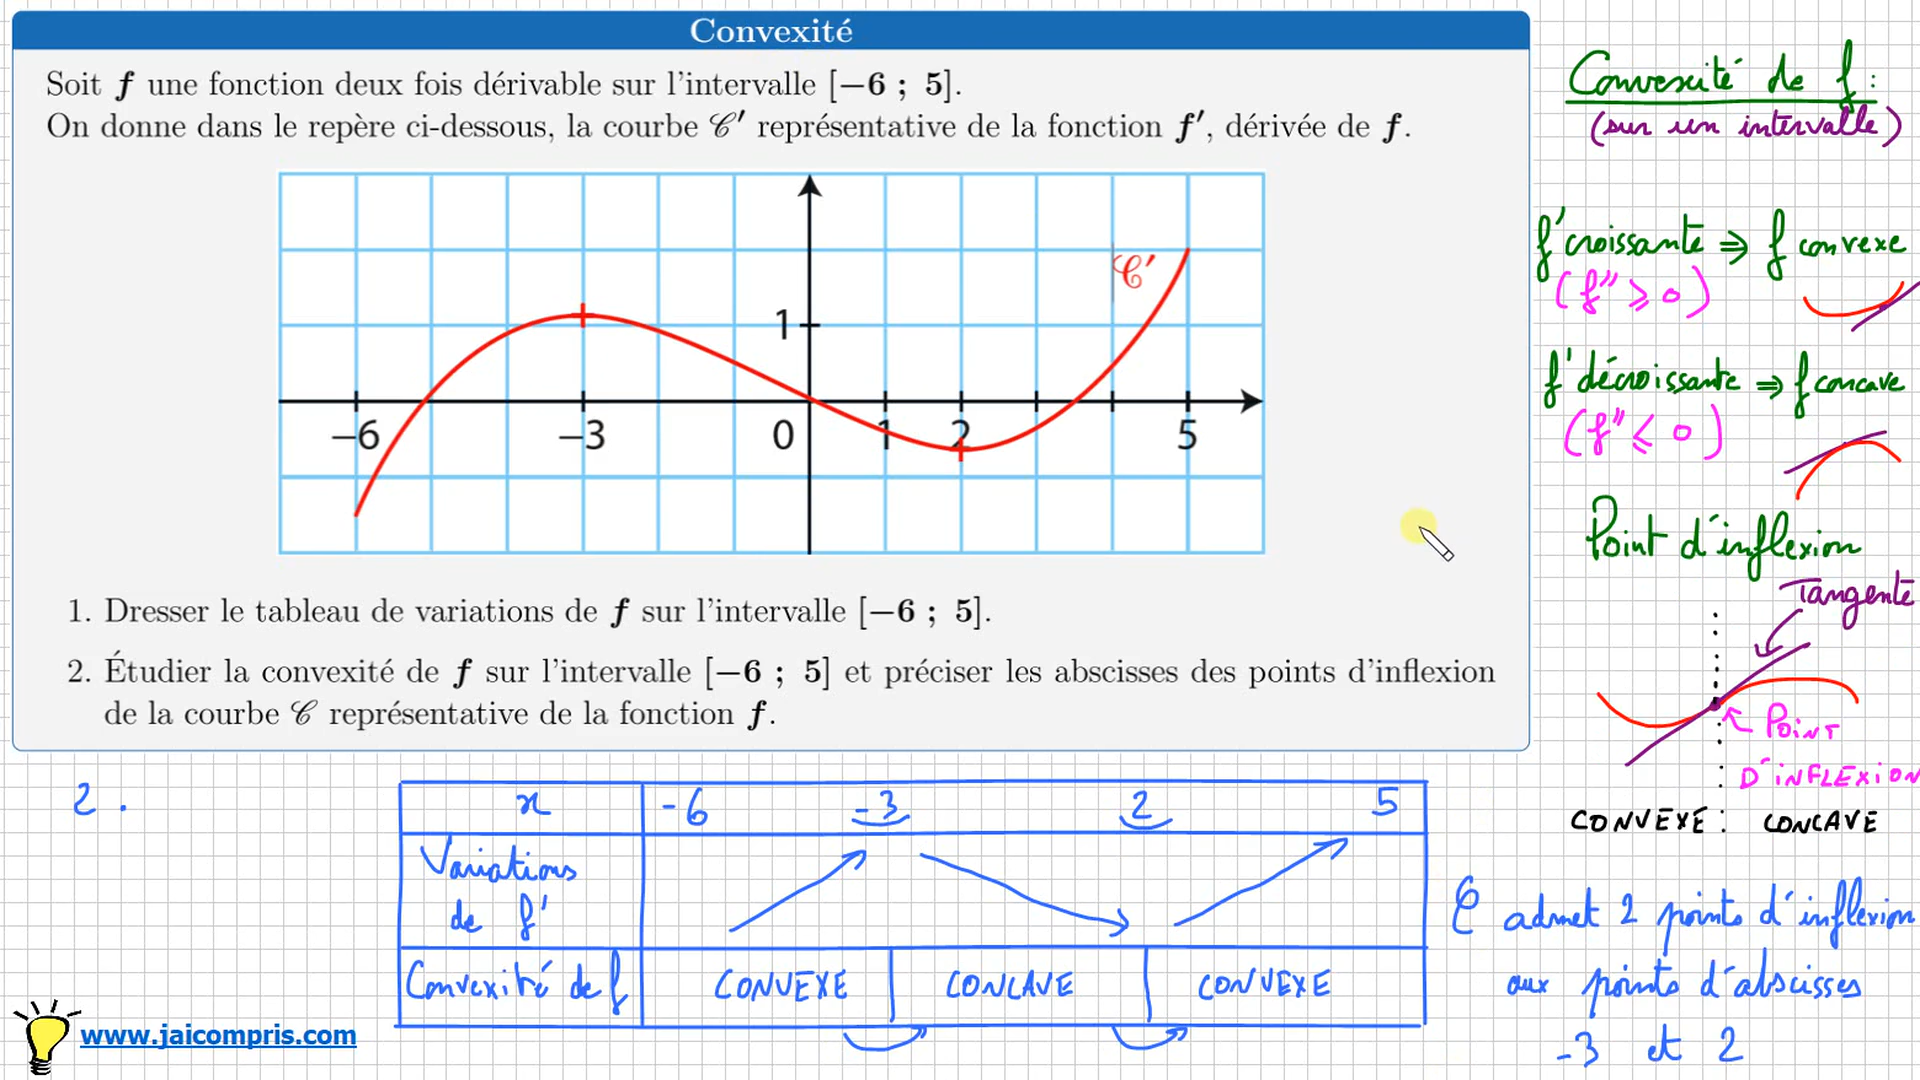 Convexité
Soit f une fonction deux fois dérivable sur l'intervalle [−6 ; 5].
On donne dans le repère ci-dessous, la courbe 𝒞′ représentative de la fonction f′, dérivée de f.
𝒞′
1
−6 −3 0 1 2 5
1. Dresser le tableau de variations de f sur l'intervalle [−6 ; 5].
2. Étudier la convexité de f sur l'intervalle [−6 ; 5] et préciser les abscisses des points d'inflexion
de la courbe 𝒞 représentative de la fonction f.
Convexité de f :
(sur un intervalle)
f' croissante ⇒ f convexe
(f'' ⩾ 0)
f' décroissante ⇒ f concave
(f'' ⩽ 0)
Point d'inflexion
Tangente
POINT
D'INFLEXION
CONVEXE : CONCAVE
2.
x -6 -3 2 5
Variations
de f'
Convexité de f CONVEXE CONCAVE CONVEXE
𝒞 admet 2 points d'inflexion
aux points d'abscisses
-3 et 2
www.jaicompris.com